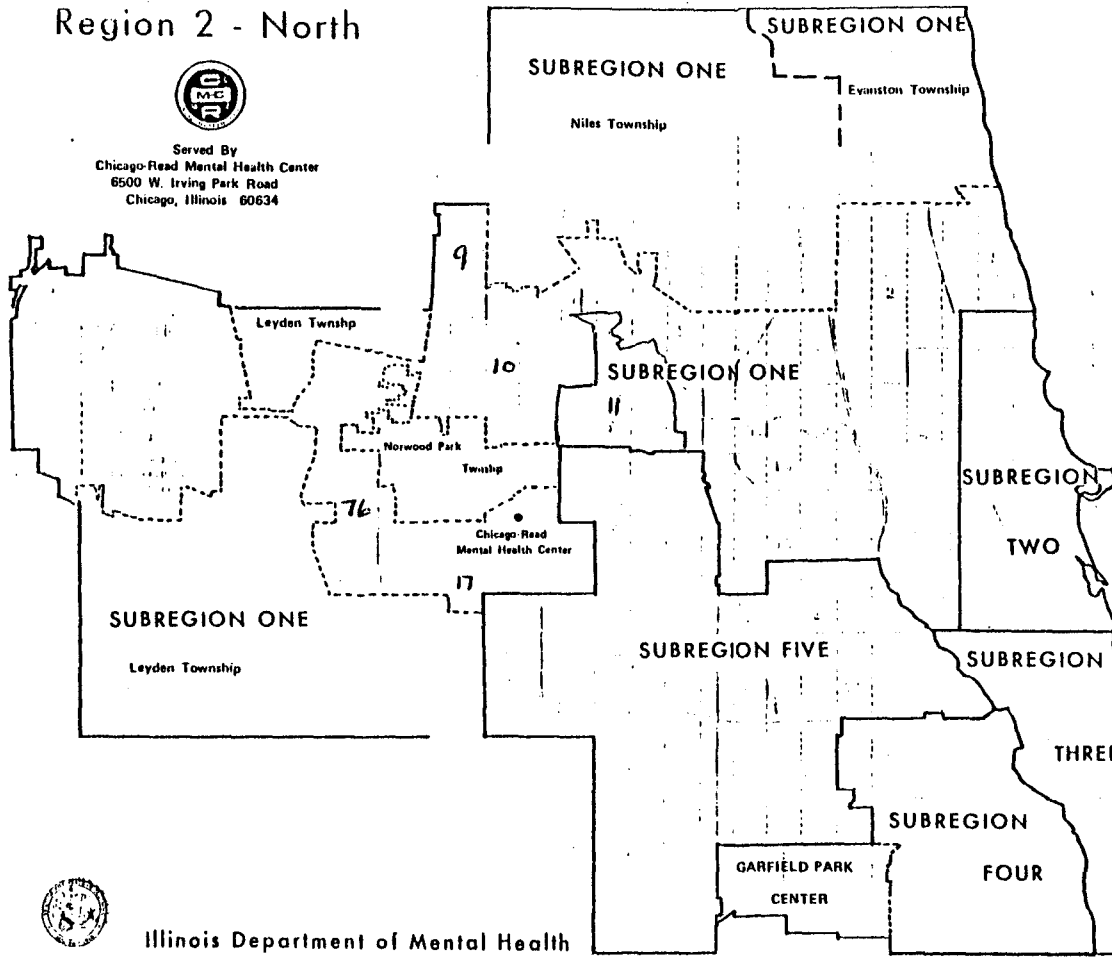 Region 2 - North
C
M-C
R
Served By
Chicago-Read Mental Health Center
6500 W. Irving Park Road
Chicago, Illinois 60634
SUBREGION ONE
SUBREGION ONE
Evanston Township
Niles Township
9
Leyden Twnshp
10
SUBREGION ONE
11
Norwood Park
Twnship
76
Chicago-Read
Mental Health Center
17
SUBREGION
TWO
SUBREGION ONE
Leyden Township
SUBREGION FIVE
SUBREGION
THREE
SUBREGION
FOUR
GARFIELD PARK
CENTER
Illinois Department of Mental Health